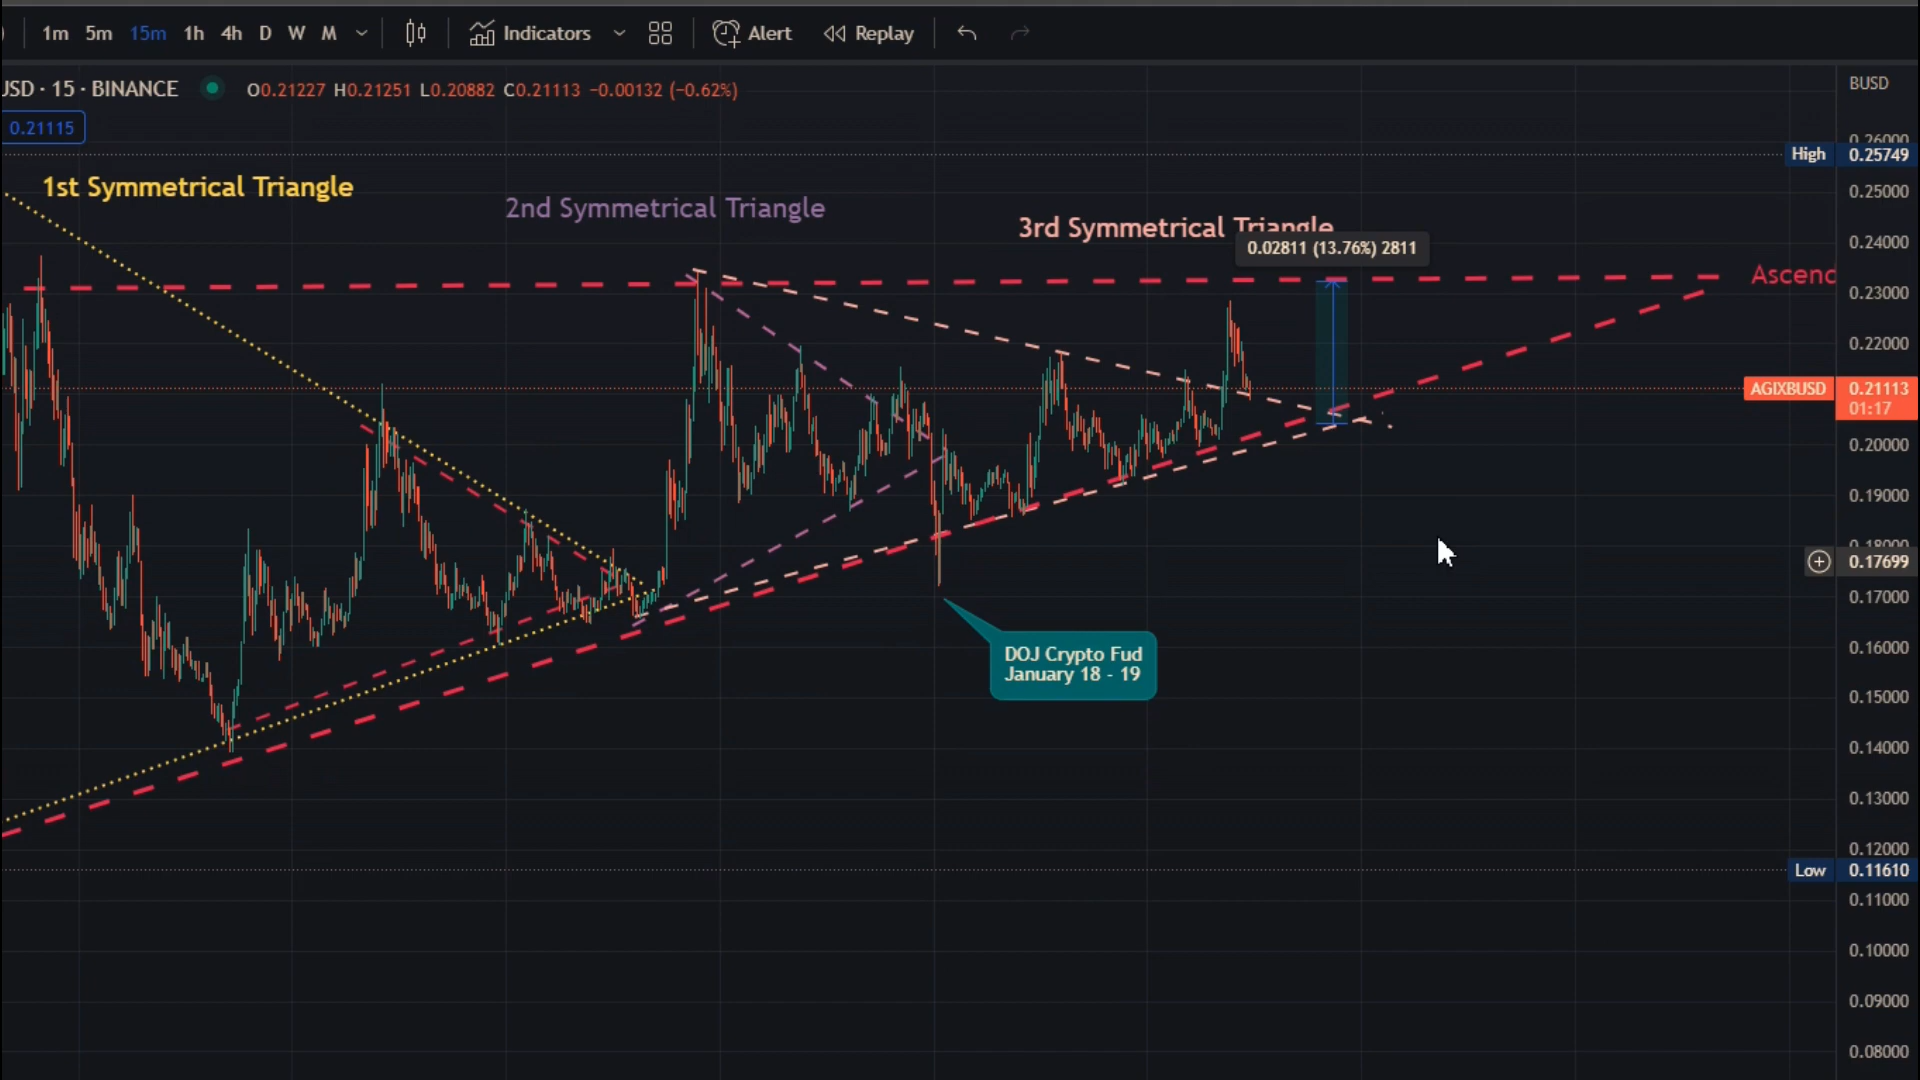 1m 5m 15m 1h 4h D W M Indicators Alert Replay
JSD · 15 · BINANCE O0.21227 H0.21251 L0.20882 C0.21113 −0.00132 (−0.62%)
BUSD
0.21115
0.26000
High 0.25749
1st Symmetrical Triangle
0.25000
2nd Symmetrical Triangle
3rd Symmetrical Triangle
0.24000
0.02811 (13.76%) 2811
Ascend
0.23000
0.22000
AGIXBUSD 0.21113
01:17
0.20000
0.19000
0.18000
0.17699
0.17000
DOJ Crypto Fud
January 18 - 19
0.16000
0.15000
0.14000
0.13000
0.12000
Low 0.11610
0.11000
0.10000
0.09000
0.08000